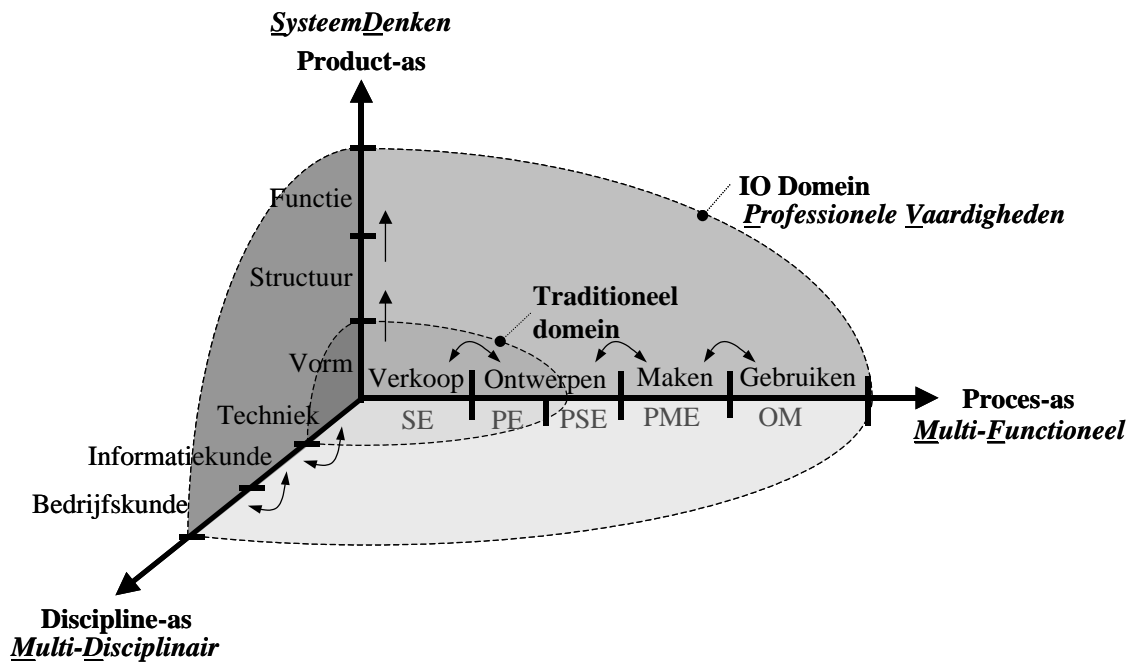 SysteemDenken
Product-as
Functie
Structuur
Vorm
IO Domein
Professionele Vaardigheden
Traditioneel
domein
Verkoop
Ontwerpen
Maken
Gebruiken
SE
PE
PSE
PME
OM
Proces-as
Multi-Functioneel
Techniek
Informatiekunde
Bedrijfskunde
Discipline-as
Multi-Disciplinair